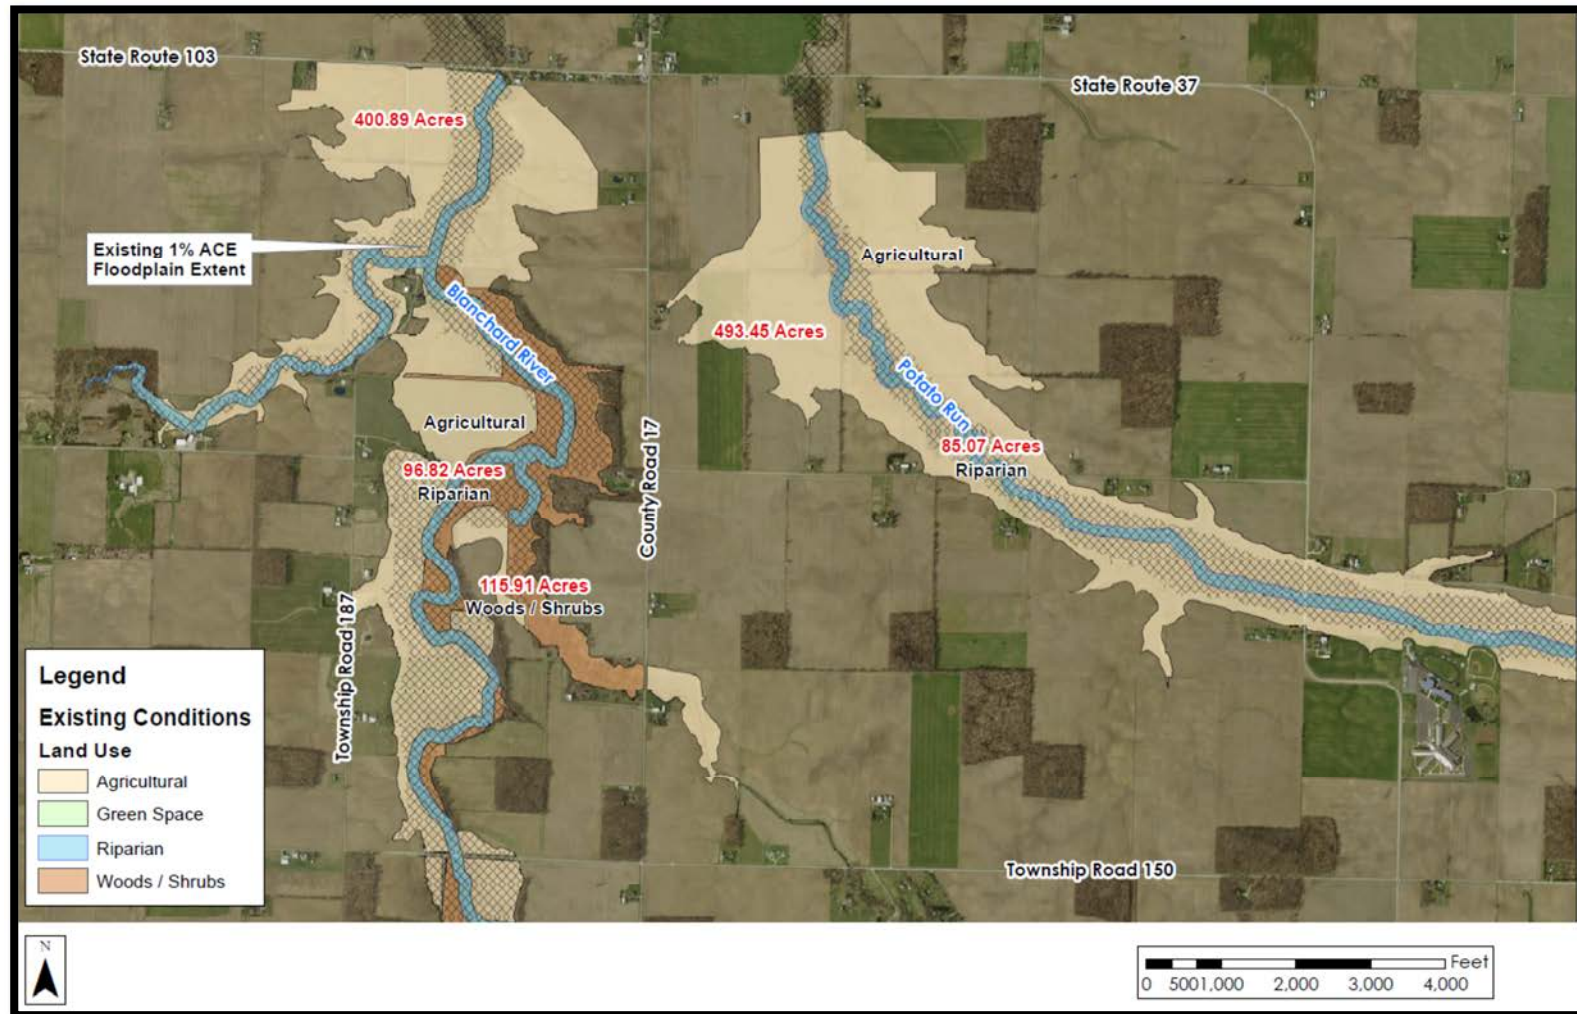 State Route 103
State Route 37
400.89 Acres
Existing 1% ACE
Floodplain Extent
Agricultural
Blanchard River
493.45 Acres
Potato Run
Agricultural
County Road 17
85.07 Acres
Riparian
96.82 Acres
Riparian
115.91 Acres
Woods / Shrubs
Township Road 187
Township Road 150
Legend
Existing Conditions
Land Use
Agricultural
Green Space
Riparian
Woods / Shrubs
N
Feet
0 500 1,000 2,000 3,000 4,000